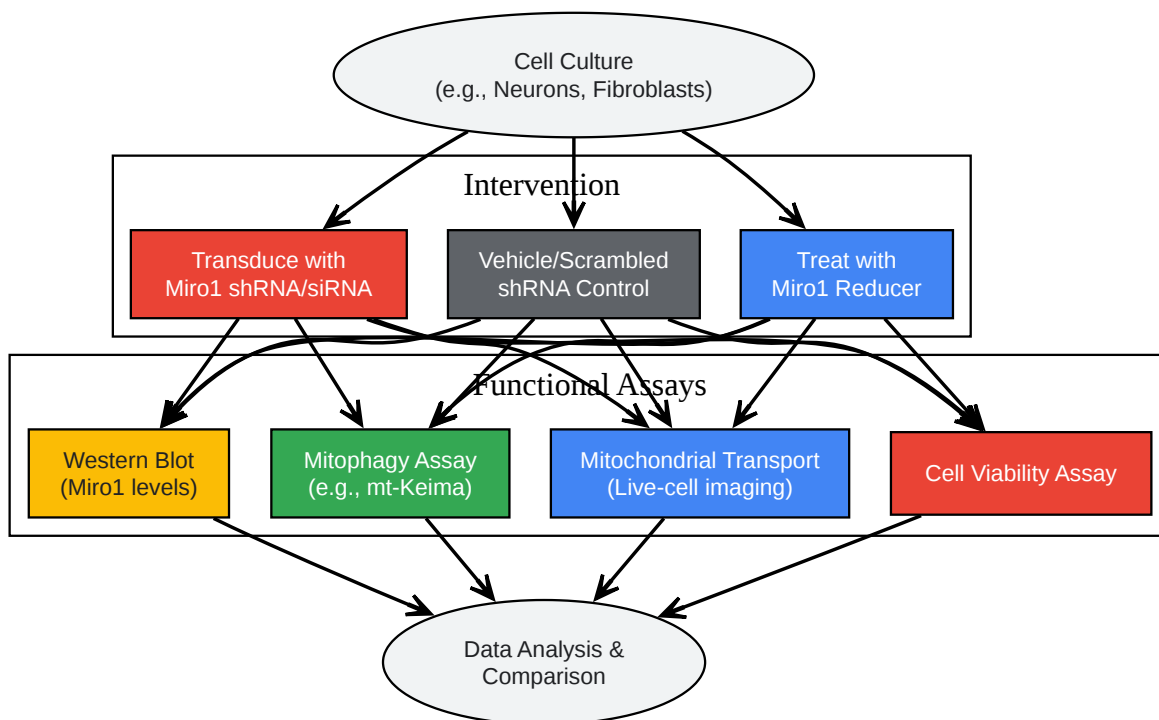 Cell Culture
(e.g., Neurons, Fibroblasts)
Intervention
Transduce with
Miro1 shRNA/siRNA
Vehicle/Scrambled
shRNA Control
Treat with
Miro1 Reducer
Functional Assays
Western Blot
(Miro1 levels)
Mitophagy Assay
(e.g., mt-Keima)
Mitochondrial Transport
(Live-cell imaging)
Cell Viability Assay
Data Analysis &
Comparison